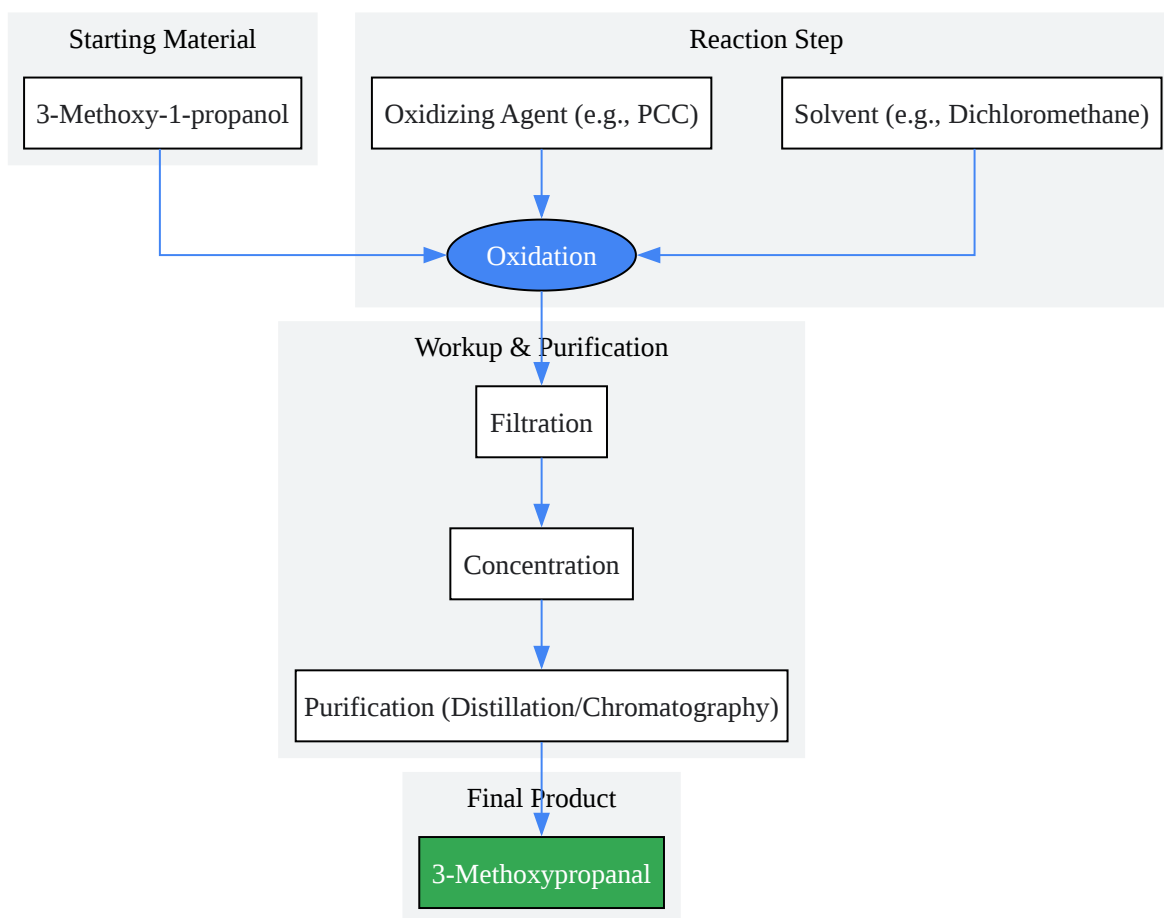 Starting Material
Reaction Step
3-Methoxy-1-propanol
Oxidizing Agent (e.g., PCC)
Solvent (e.g., Dichloromethane)
Oxidation
Workup & Purification
Filtration
Concentration
Purification (Distillation/Chromatography)
Final Product
3-Methoxypropanal